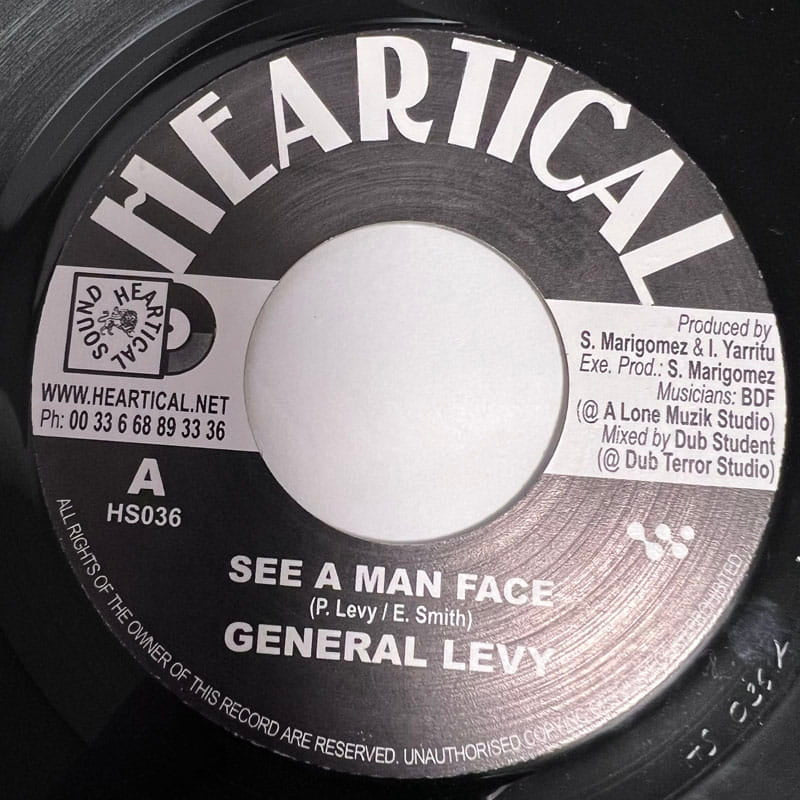 HEARTICAL
HEARTICAL SOUND
WWW.HEARTICAL.NET
Ph: 00 33 6 68 89 33 36
Produced by
S. Marigomez & I. Yarritu
Exe. Prod.: S. Marigomez
Musicians: BDF
(@ A Lone Muzik Studio)
Mixed by Dub Student
(@ Dub Terror Studio)
A
HS036
SEE A MAN FACE
(P. Levy / E. Smith)
GENERAL LEVY
ALL RIGHTS OF THE OWNER OF THIS RECORD ARE RESERVED. UNAUTHORISED COPYING